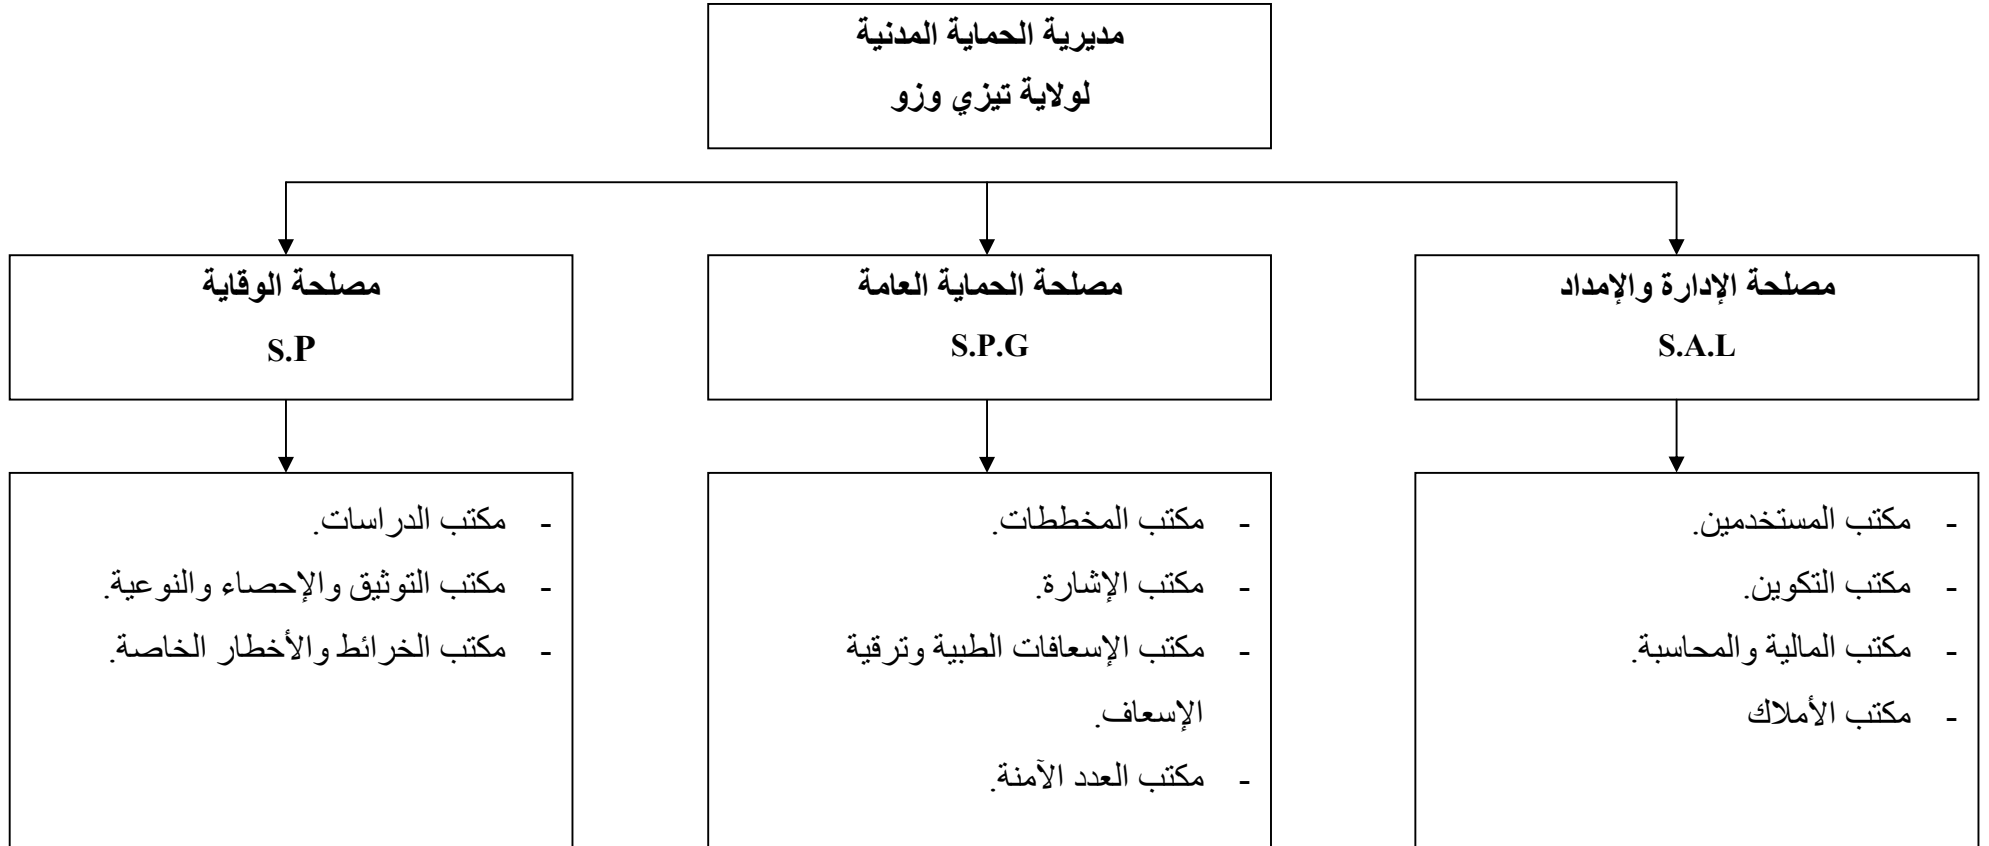 مديرية الحماية المدنية
لولاية تيزي وزو
مصلحة الإدارة والإمداد
S.A.L
مصلحة الحماية العامة
S.P.G
مصلحة الوقاية
S.P
- مكتب المستخدمين.
- مكتب التكوين.
- مكتب المالية والمحاسبة.
- مكتب الأملاك
- مكتب المخططات.
- مكتب الإشارة.
- مكتب الإسعافات الطبية وترقية
الإسعاف.
- مكتب العدد الآمنة.
- مكتب الدراسات.
- مكتب التوثيق والإحصاء والنوعية.
- مكتب الخرائط والأخطار الخاصة.